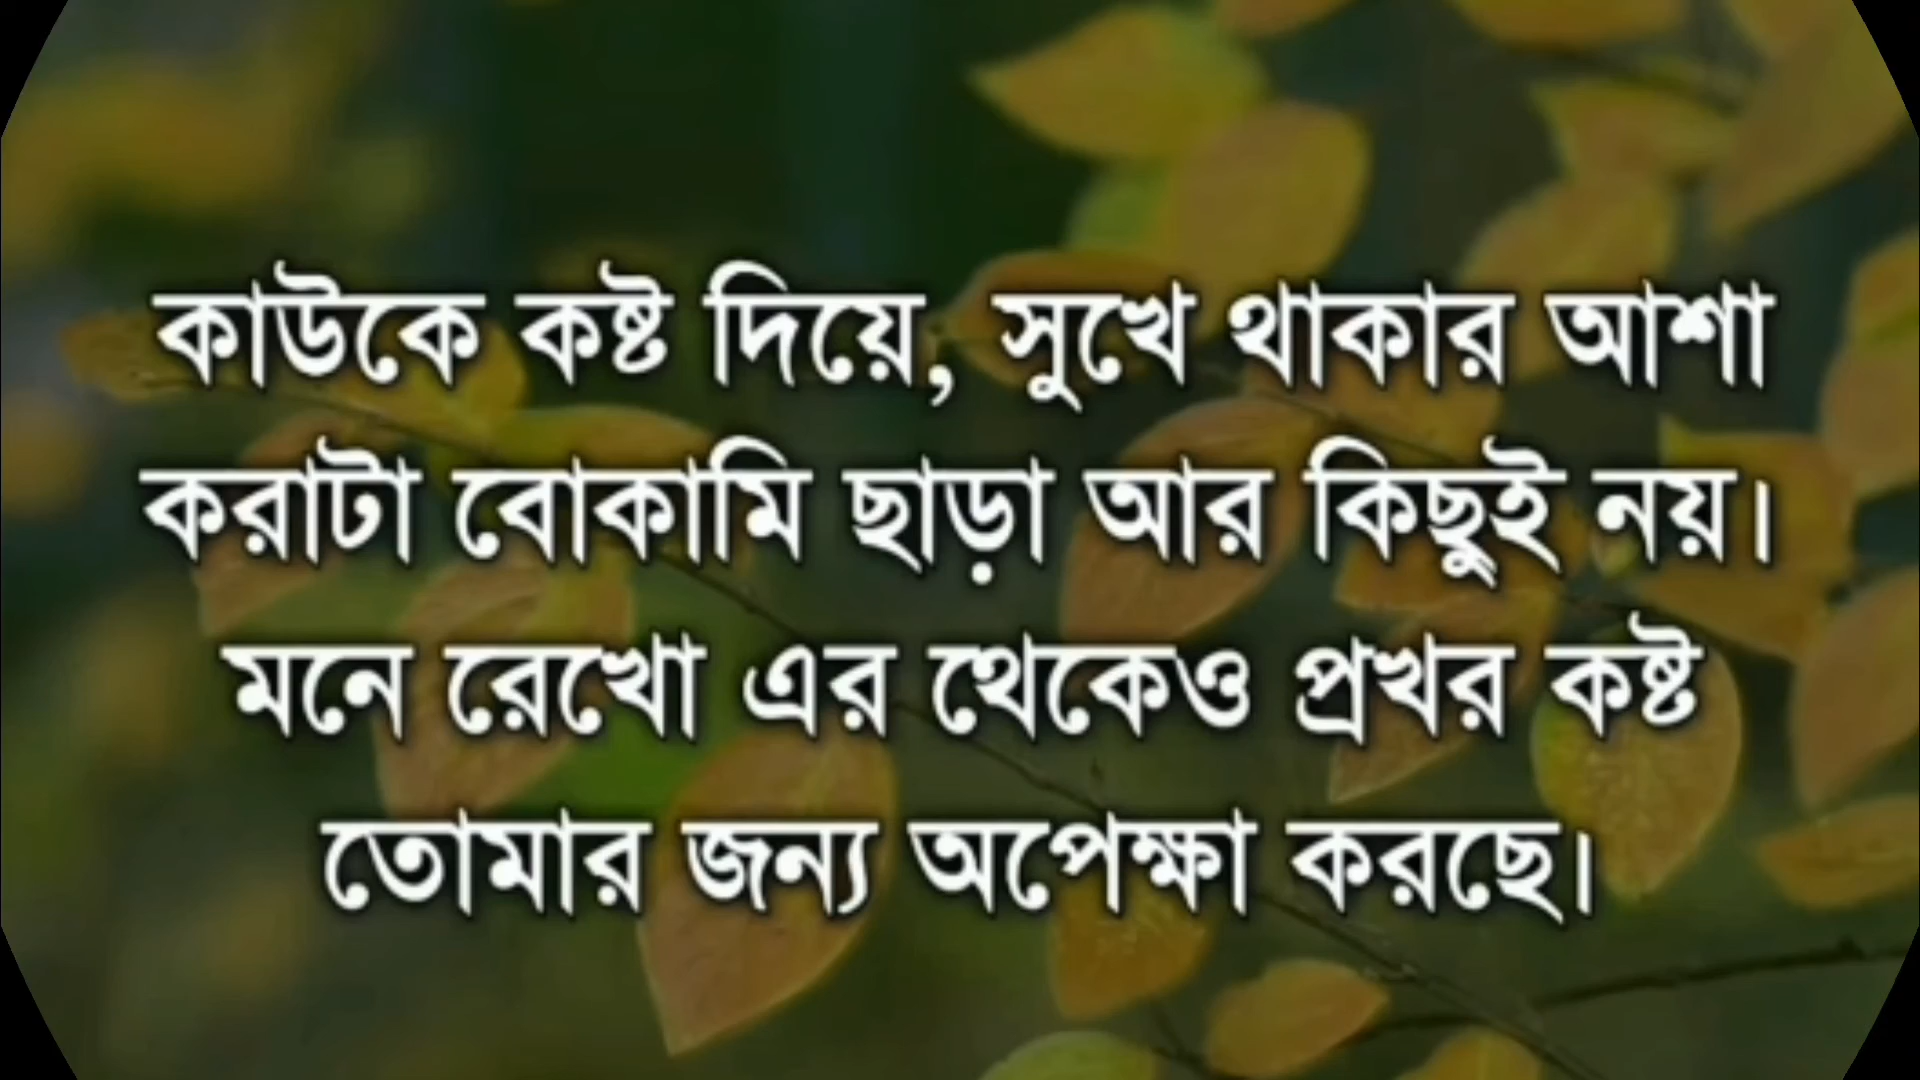 কাউকে কষ্ট দিয়ে, সুখে থাকার আশা
করাটা বোকামি ছাড়া আর কিছুই নয়।
মনে রেখো এর থেকেও প্রখর কষ্ট
তোমার জন্য অপেক্ষা করছে।